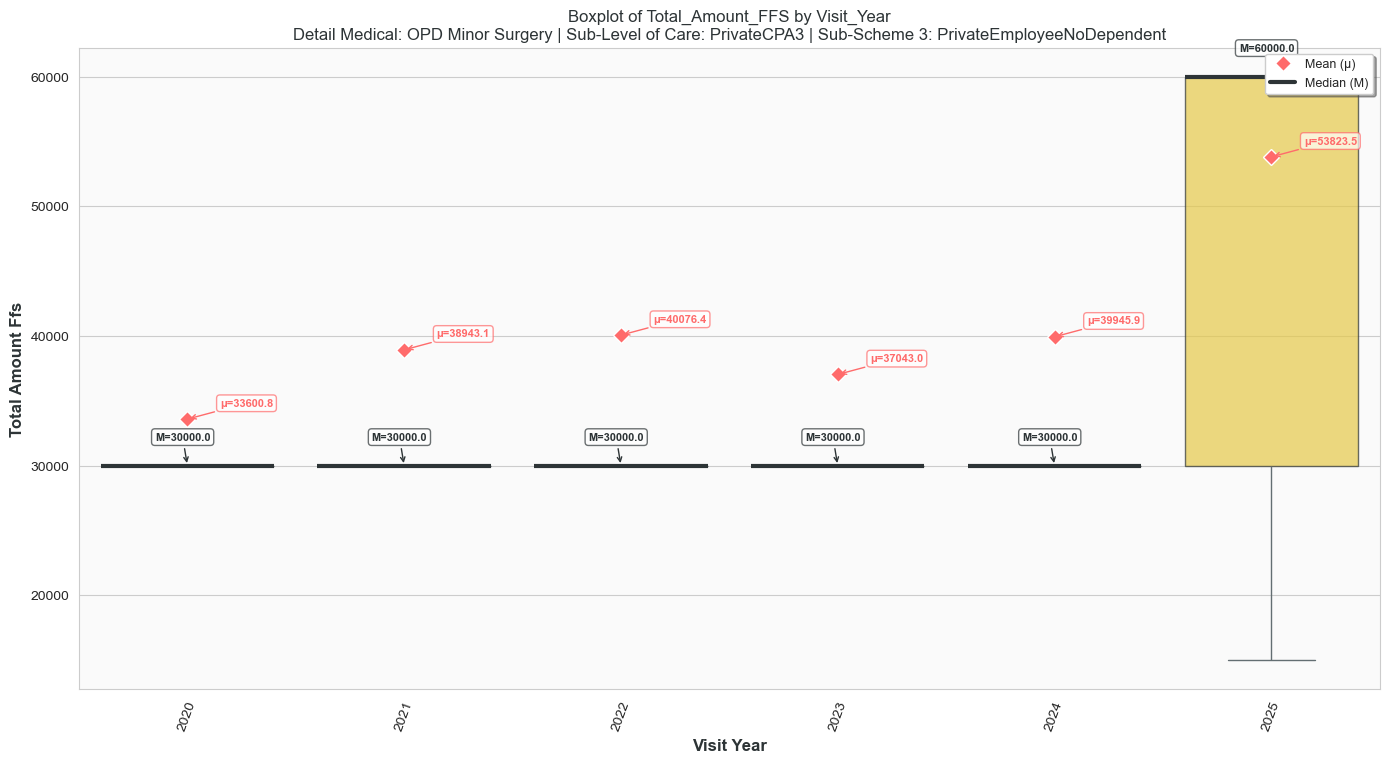 Boxplot of Total_Amount_FFS by Visit_Year
Detail Medical: OPD Minor Surgery | Sub-Level of Care: PrivateCPA3 | Sub-Scheme 3: PrivateEmployeeNoDependent
M=60000.0
Mean (μ)
Median (M)
60000
50000
40000
30000
20000
Total Amount Ffs
μ=53823.5
μ=33600.8
μ=38943.1
μ=40076.4
μ=37043.0
μ=39945.9
M=30000.0
M=30000.0
M=30000.0
M=30000.0
M=30000.0
2020
2021
2022
2023
2024
2025
Visit Year